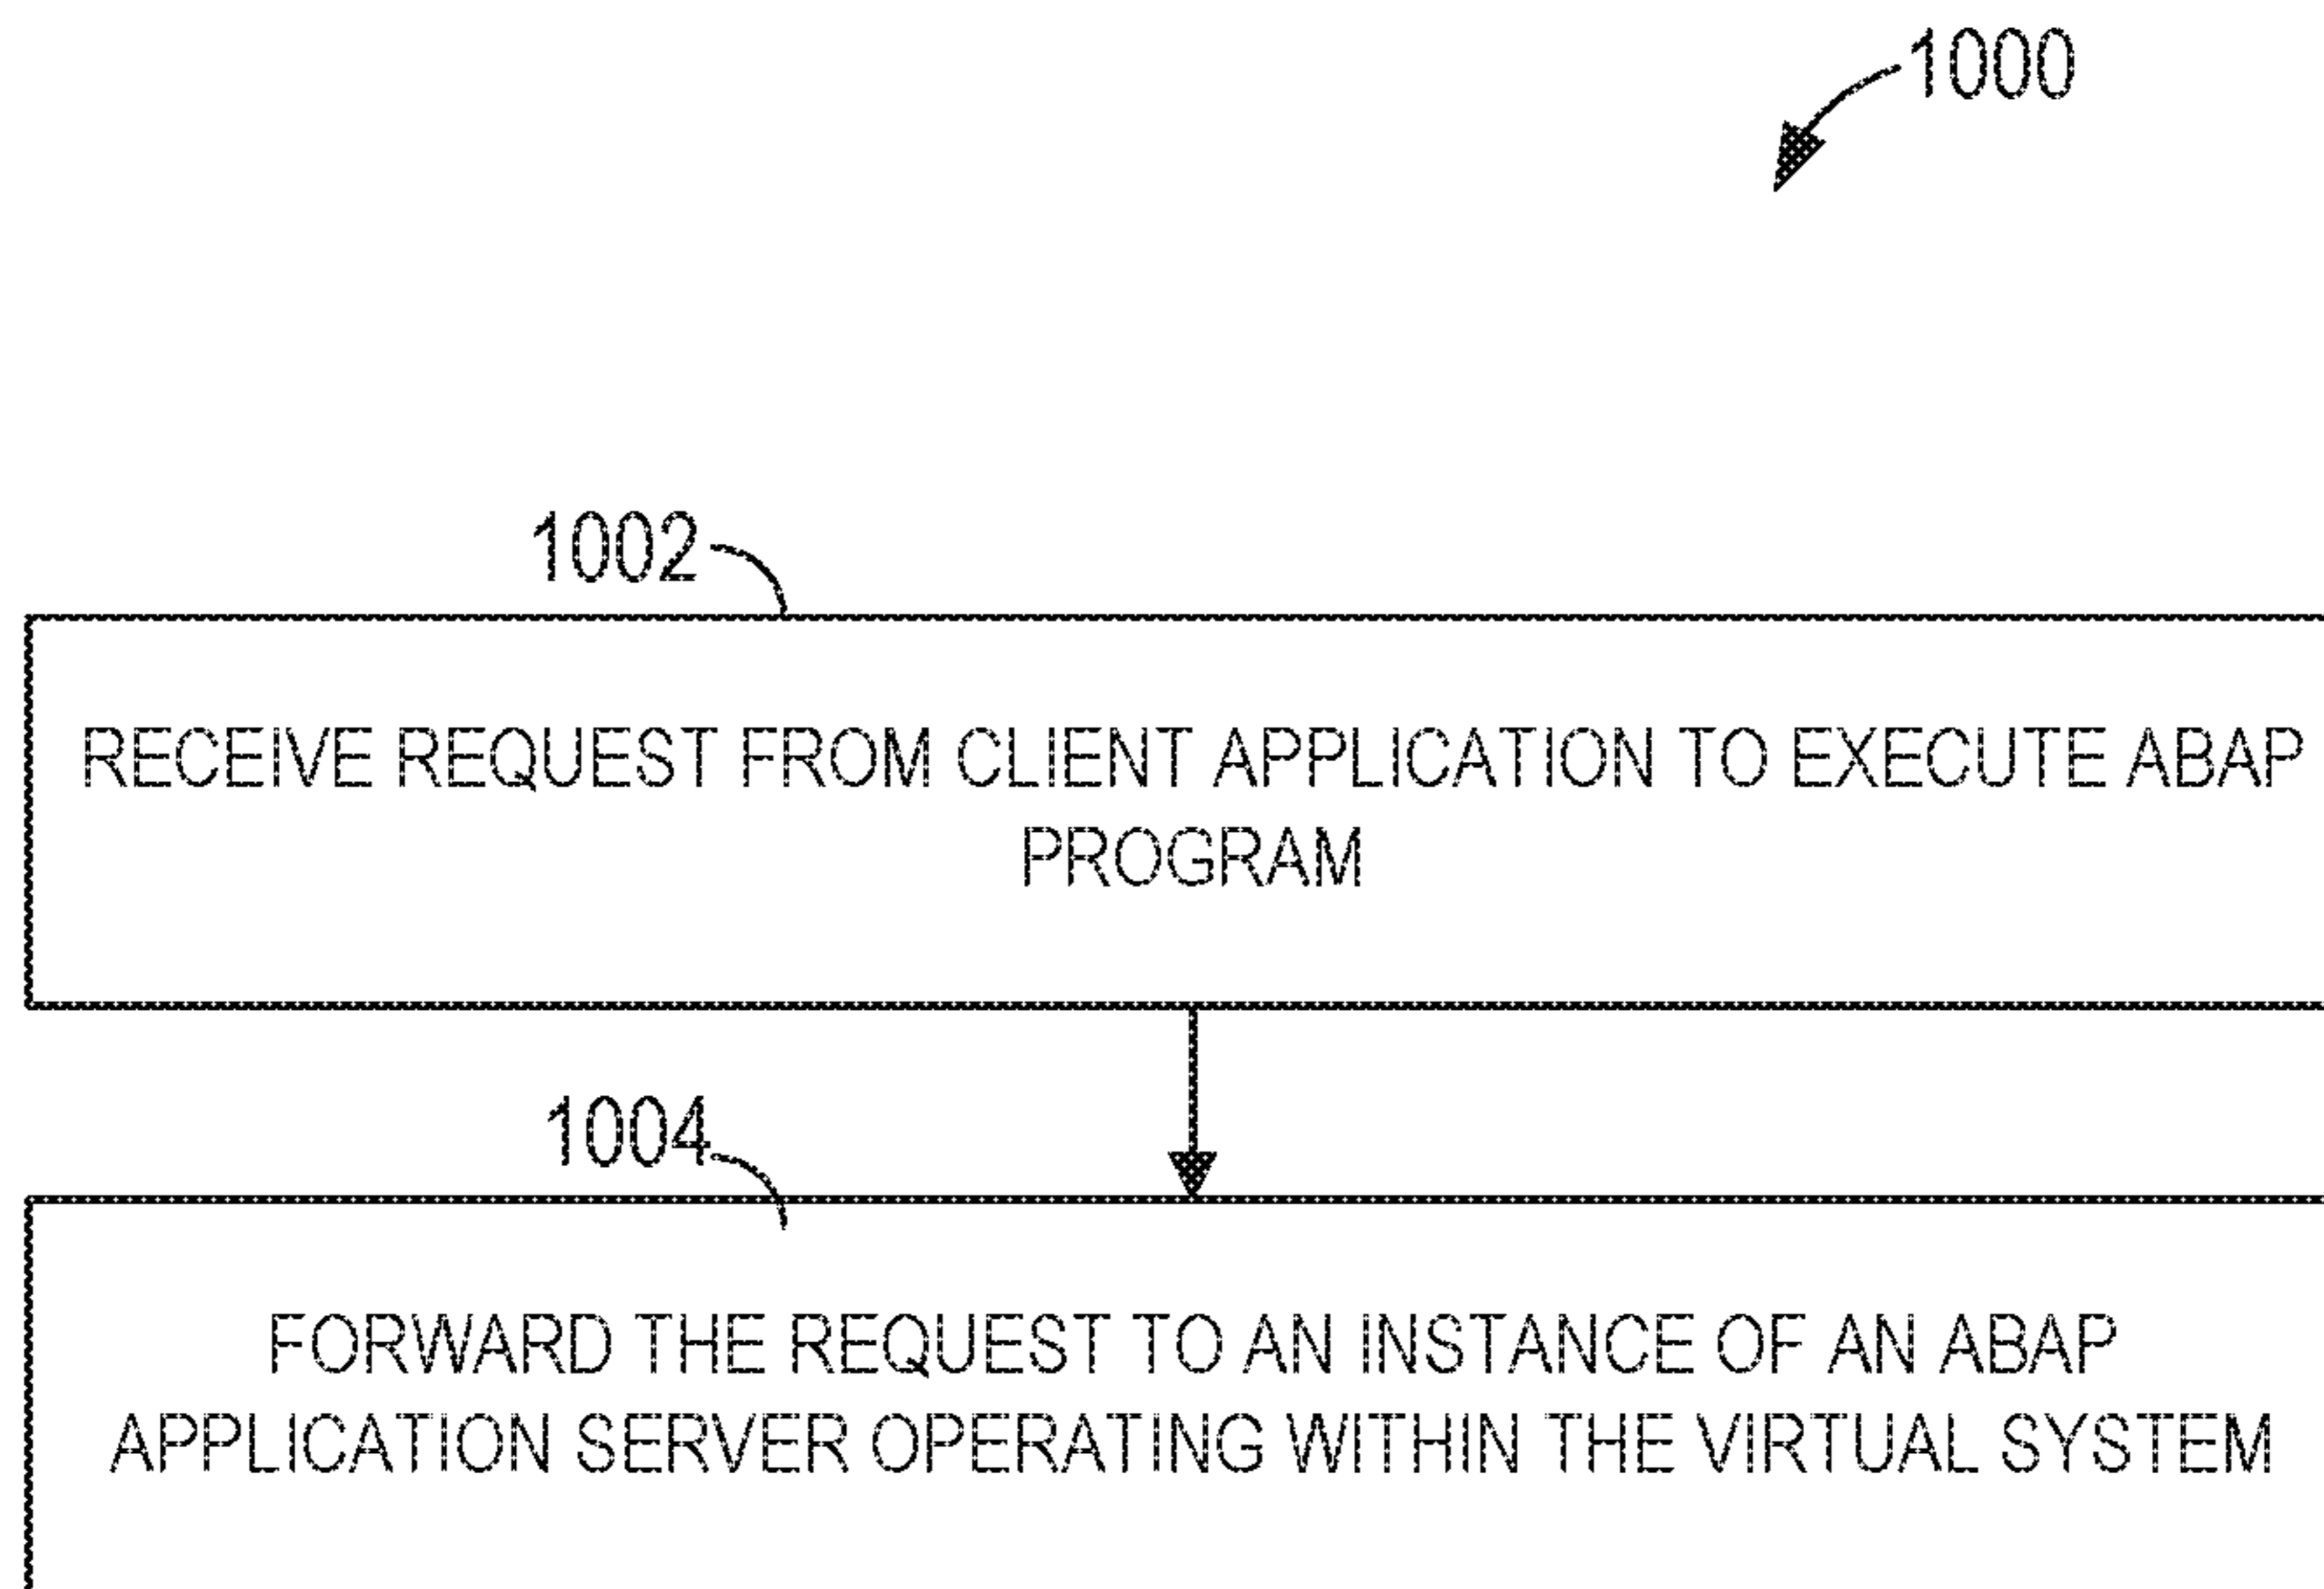 1000
1002
RECEIVE REQUEST FROM CLIENT APPLICATION TO EXECUTE ABAP
PROGRAM
1004
FORWARD THE REQUEST TO AN INSTANCE OF AN ABAP
APPLICATION SERVER OPERATING WITHIN THE VIRTUAL SYSTEM